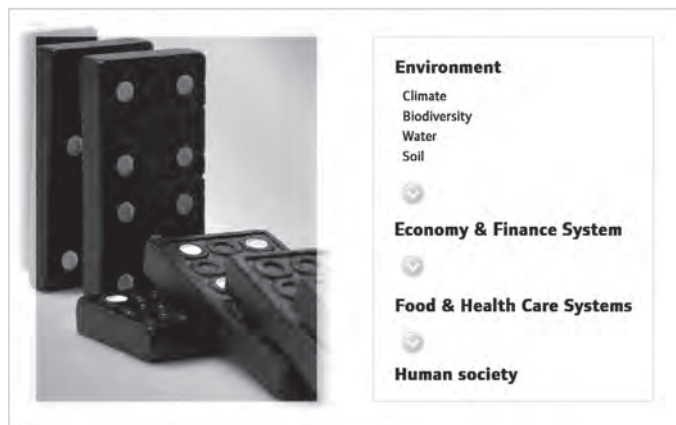 Environment
Climate
Biodiversity
Water
Soil
Economy & Finance System
Food & Health Care Systems
Human society